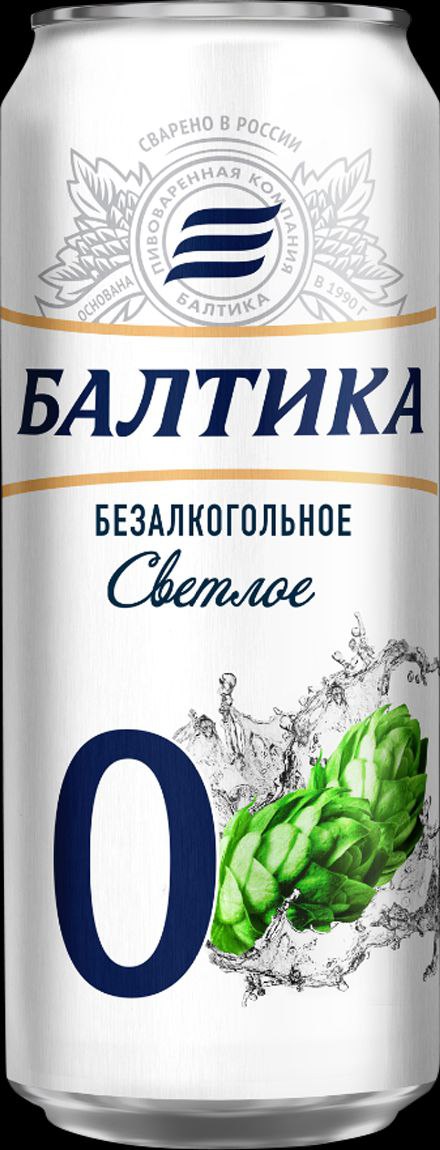 СВАРЕНО В РОССИИ
ПИВОВАРЕННАЯ КОМПАНИЯ
БАЛТИКА
ОСНОВАНА В 1990 Г
БАЛТИКА
БЕЗАЛКОГОЛЬНОЕ
Светлое
0